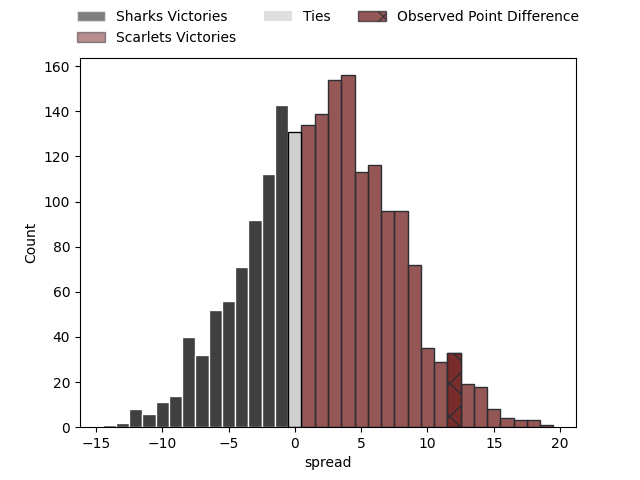 Sharks Victories
Ties
Observed Point Difference
Scarlets Victories
160
140
120
100
80
60
40
20
0
Count
−15
−10
−5
0
5
10
15
20
spread